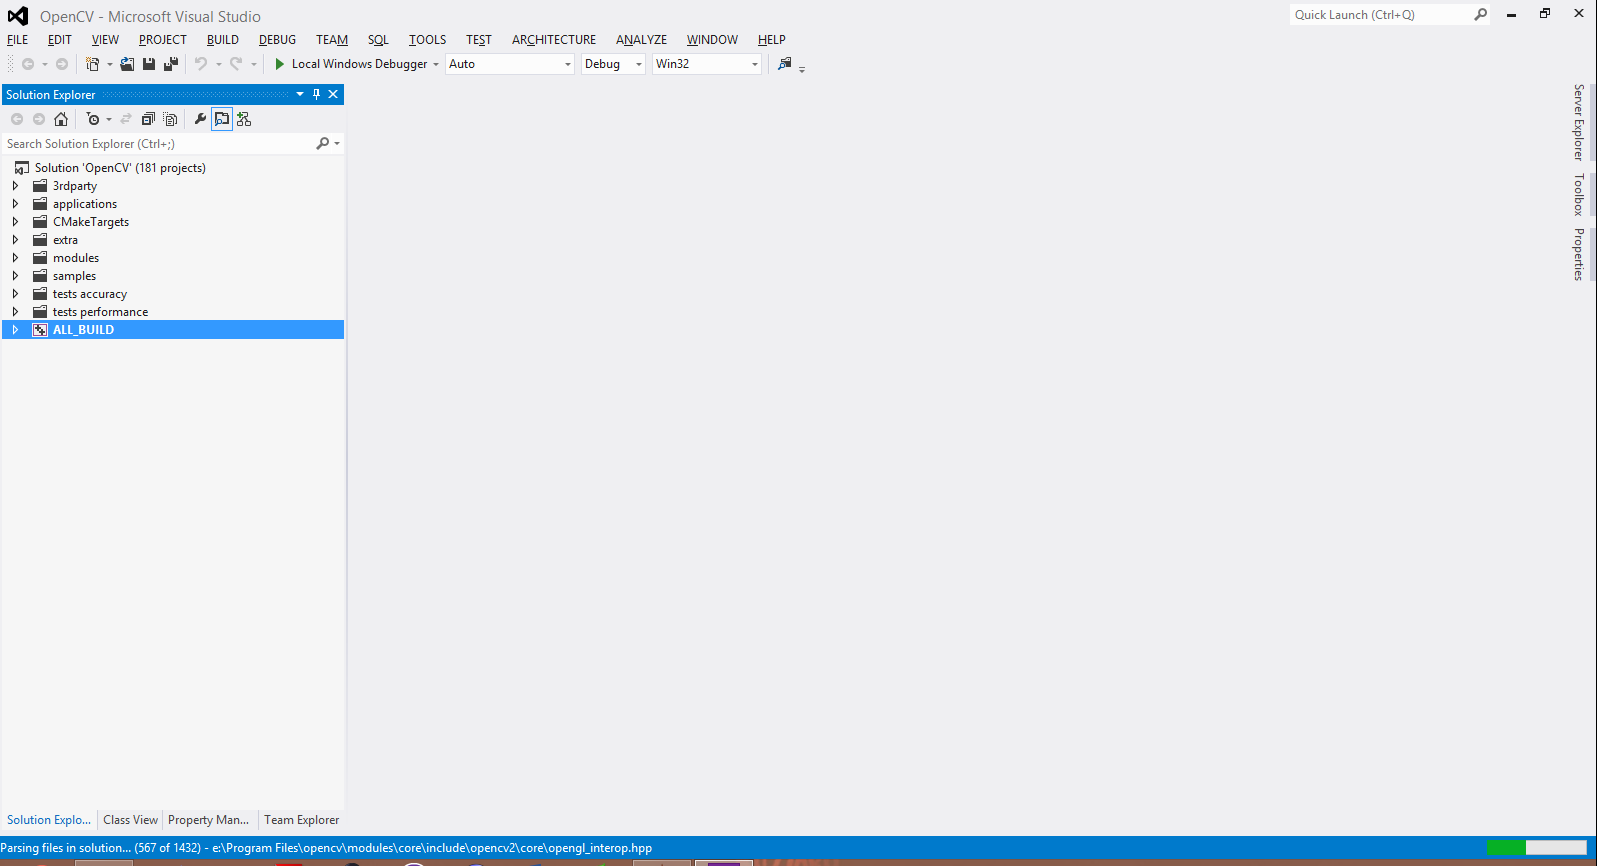 OpenCV - Microsoft Visual Studio
Quick Launch (Ctrl+Q)
FILE EDIT VIEW PROJECT BUILD DEBUG TEAM SQL TOOLS TEST ARCHITECTURE ANALYZE WINDOW HELP
Local Windows Debugger Auto Debug Win32
Solution Explorer
Search Solution Explorer (Ctrl+;)
Solution 'OpenCV' (181 projects)
3rdparty
applications
CMakeTargets
extra
modules
samples
tests accuracy
tests performance
ALL_BUILD
Server Explorer
Toolbox
Properties
Solution Explo... Class View Property Man... Team Explorer
Parsing files in solution... (567 of 1432) - e:\Program Files\opencv\modules\core\include\opencv2\core\opengl_interop.hpp